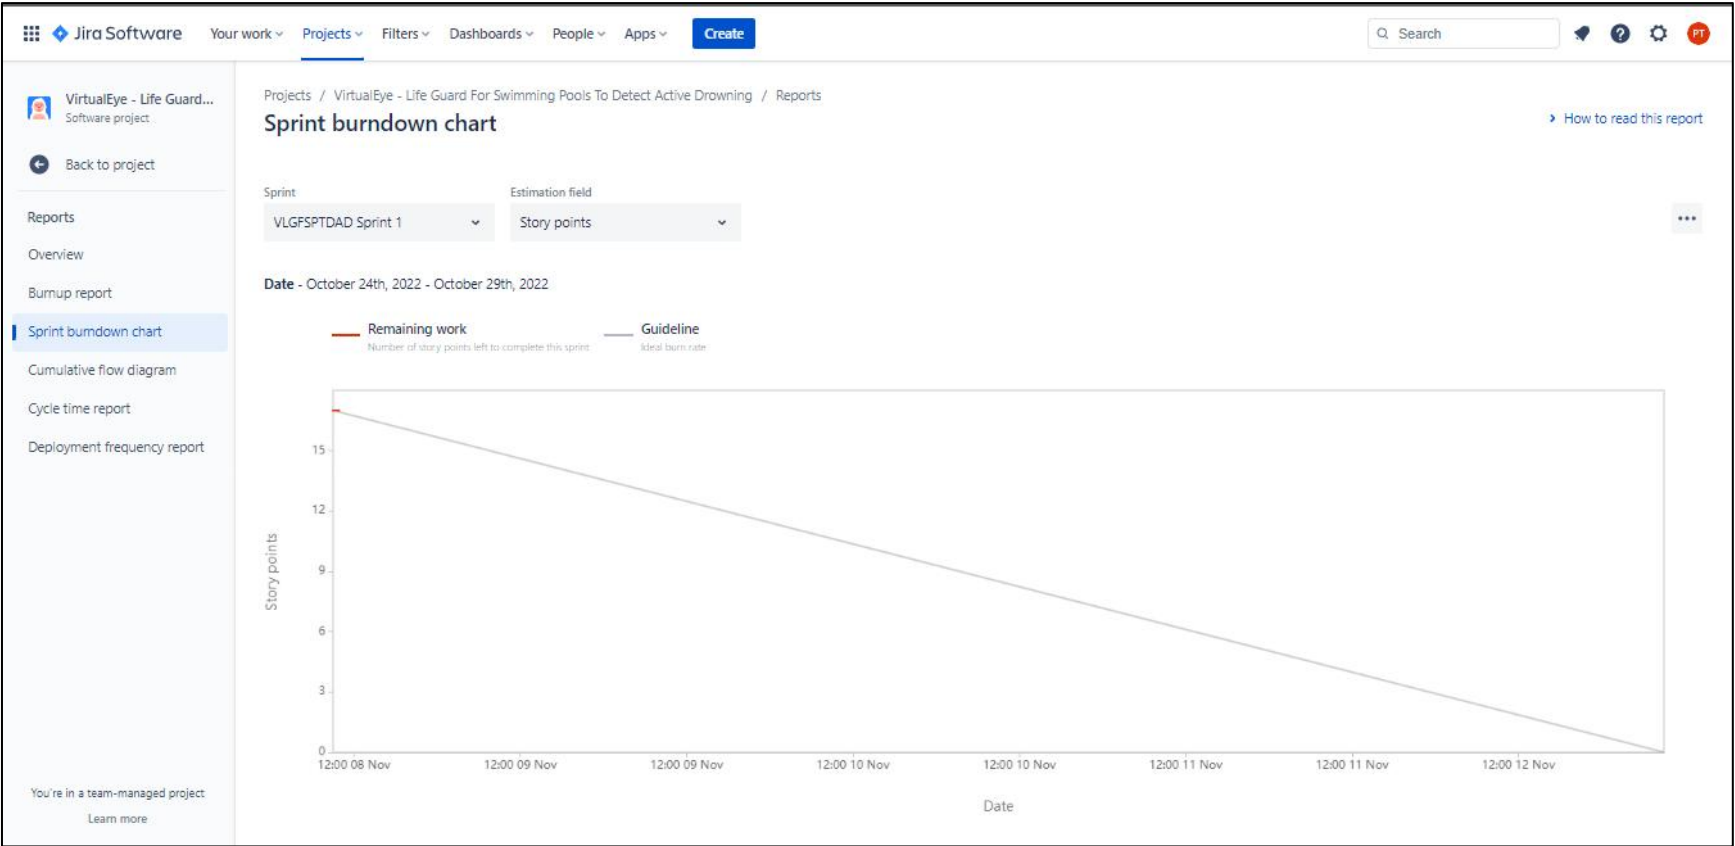 Jira Software Your work Projects Filters Dashboards People Apps Create Search PT
VirtualEye - Life Guard...
Software project
Back to project
Reports
Overview
Burnup report
Sprint burndown chart
Cumulative flow diagram
Cycle time report
Deployment frequency report
You're in a team-managed project
Learn more
Projects / VirtualEye - Life Guard For Swimming Pools To Detect Active Drowning / Reports
Sprint burndown chart
How to read this report
Sprint Estimation field
VLGFSPTDAD Sprint 1 Story points
Date - October 24th, 2022 - October 29th, 2022
Remaining work Guideline
Number of story points left to complete this sprint Ideal burn rate
15
12
9
6
3
0
Story points
12:00 08 Nov 12:00 09 Nov 12:00 09 Nov 12:00 10 Nov 12:00 10 Nov 12:00 11 Nov 12:00 11 Nov 12:00 12 Nov
Date